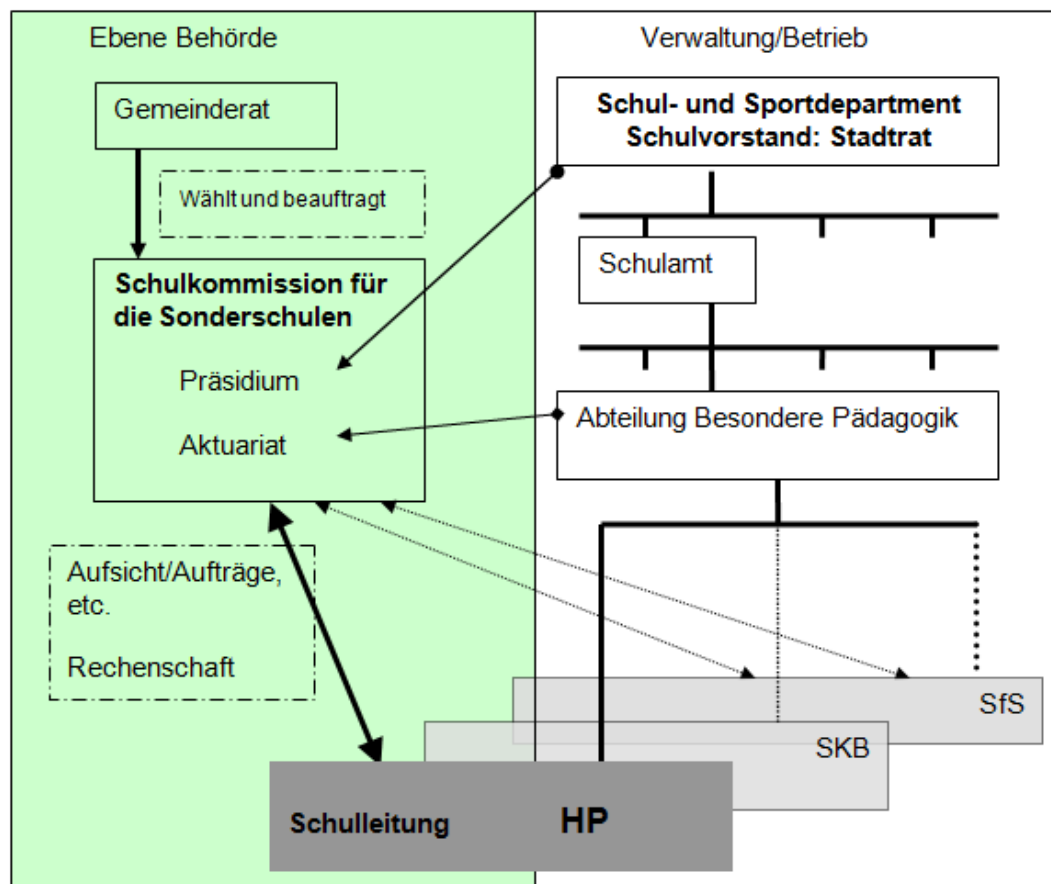 Ebene Behörde
Verwaltung/Betrieb
Gemeinderat
Schul- und Sportdepartment
Schulvorstand: Stadtrat
Wählt und beauftragt
Schulamt
Schulkommission für
die Sonderschulen
Präsidium
Aktuariat
Abteilung Besondere Pädagogik
Aufsicht/Aufträge,
etc.
Rechenschaft
SfS
SKB
Schulleitung
HP